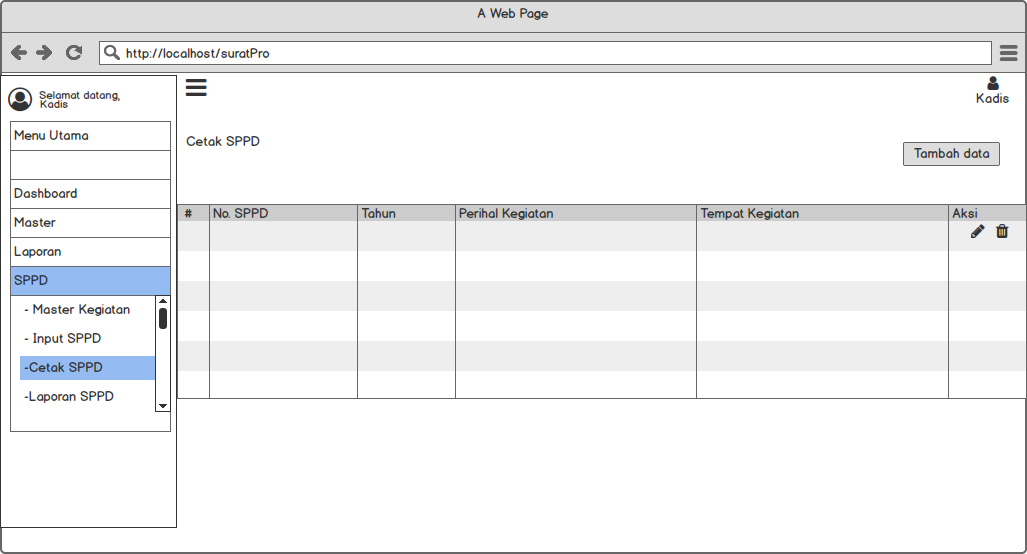 A Web Page
http://localhost/suratPro
Selamat datang,
Kadis
Kadis
Menu Utama
Dashboard
Master
Laporan
SPPD
- Master Kegiatan
- Input SPPD
-Cetak SPPD
-Laporan SPPD
Cetak SPPD
Tambah data
# No. SPPD Tahun Perihal Kegiatan Tempat Kegiatan Aksi